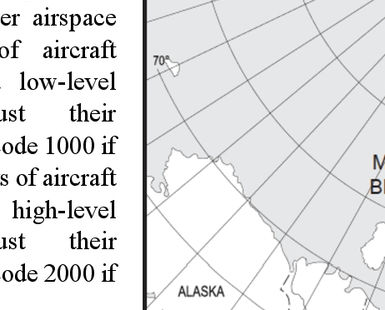 er airspace
of aircraft
low-level
ust their
ode 1000 if
s of aircraft
high-level
ust their
ode 2000 if
70°
M
B
ALASKA